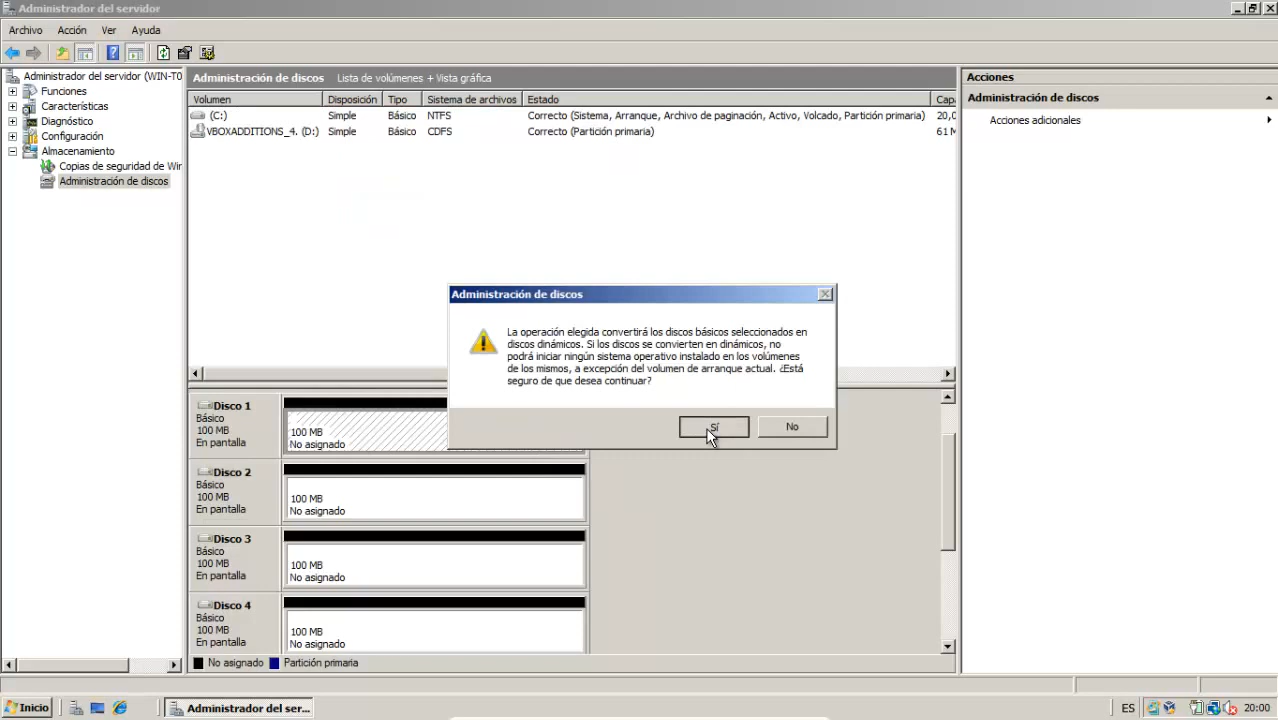 Administrador del servidor
Archivo Acción Ver Ayuda
Administrador del servidor (WIN-T0
Funciones
Características
Diagnóstico
Configuración
Almacenamiento
Copias de seguridad de Wir
Administración de discos
Administración de discos Lista de volúmenes + Vista gráfica
Volumen Disposición Tipo Sistema de archivos Estado Capa
(C:) Simple Básico NTFS Correcto (Sistema, Arranque, Archivo de paginación, Activo, Volcado, Partición primaria) 20,0
VBOXADDITIONS_4. (D:) Simple Básico CDFS Correcto (Partición primaria) 61 M
Acciones
Administración de discos
Acciones adicionales
Administración de discos
La operación elegida convertirá los discos básicos seleccionados en
discos dinámicos. Si los discos se convierten en dinámicos, no
podrá iniciar ningún sistema operativo instalado en los volúmenes
de los mismos, a excepción del volumen de arranque actual. ¿Está
seguro de que desea continuar?
Sí No
Disco 1
Básico
100 MB
En pantalla
100 MB
No asignado
Disco 2
Básico
100 MB
En pantalla
100 MB
No asignado
Disco 3
Básico
100 MB
En pantalla
100 MB
No asignado
Disco 4
Básico
100 MB
En pantalla
100 MB
No asignado
No asignado Partición primaria
Inicio Administrador del ser... ES 20:00